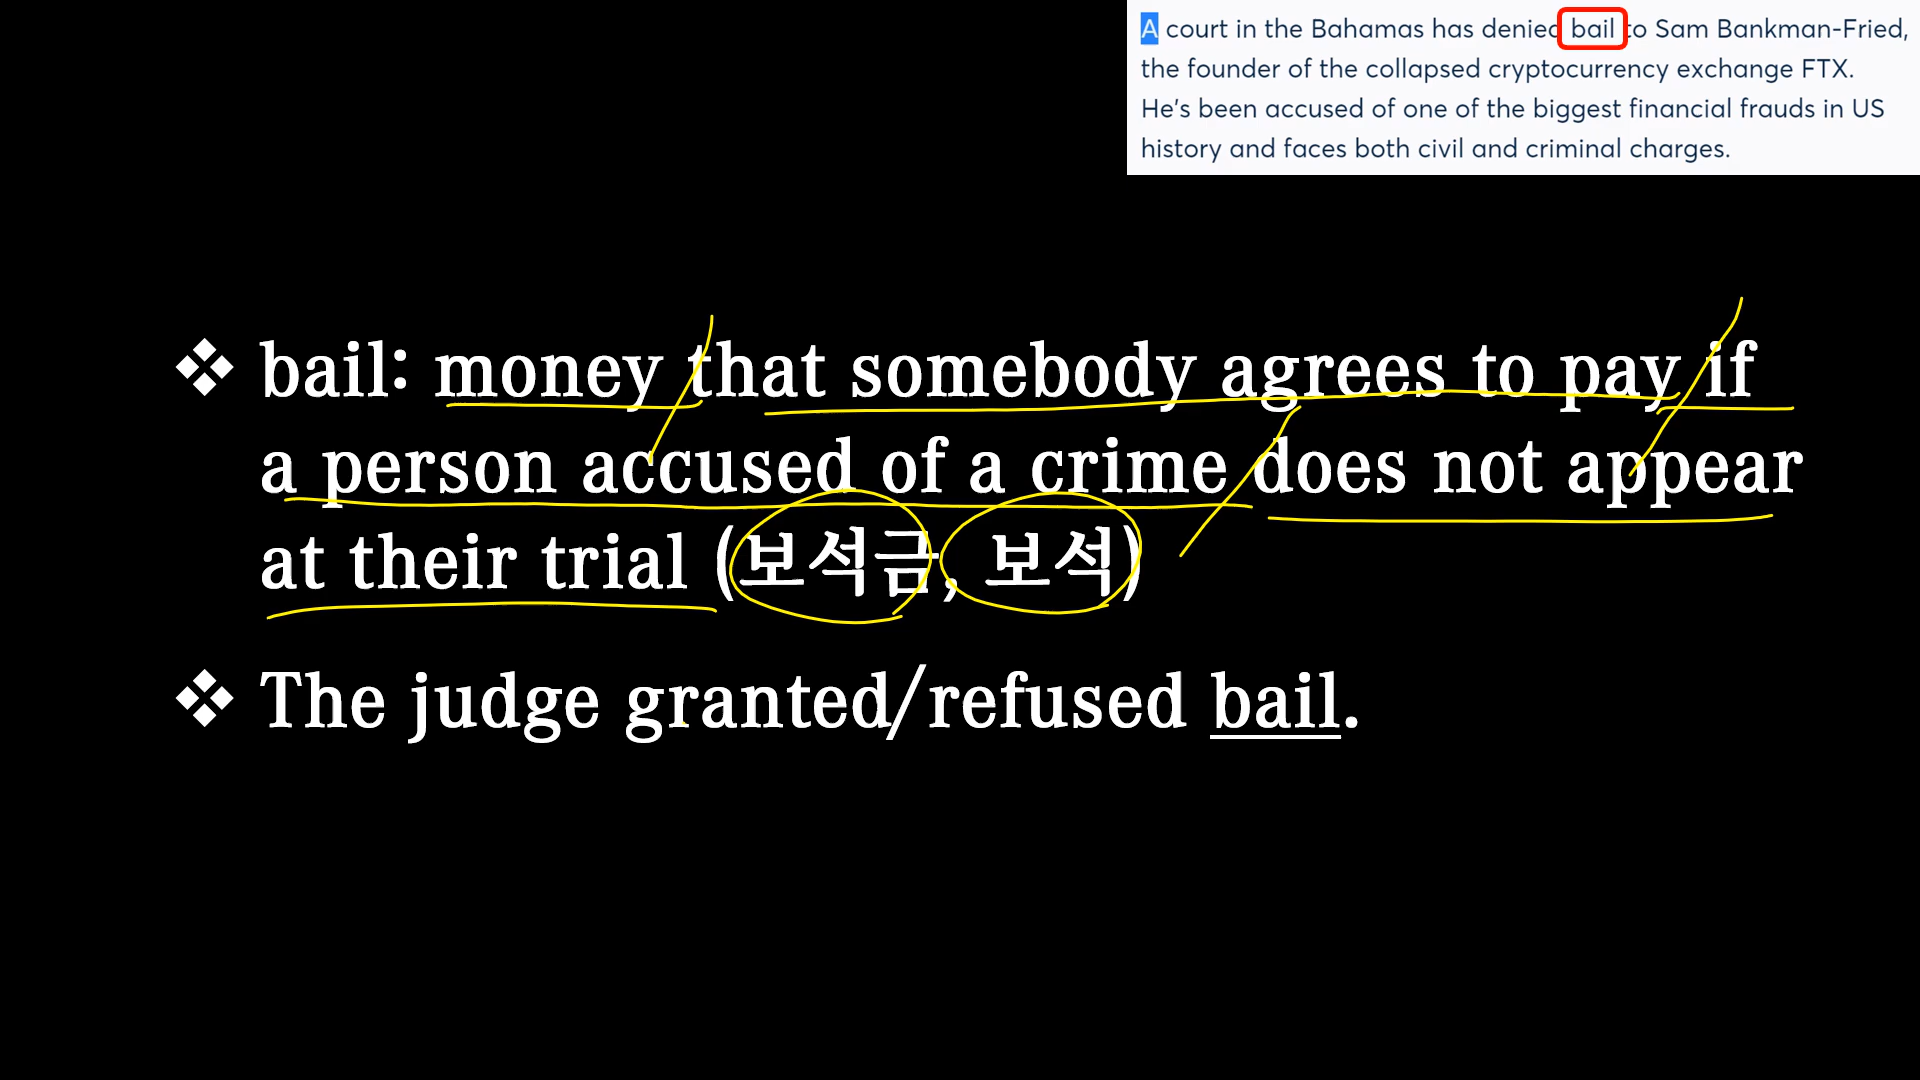 A court in the Bahamas has denied bail to Sam Bankman-Fried,
the founder of the collapsed cryptocurrency exchange FTX.
He's been accused of one of the biggest financial frauds in US
history and faces both civil and criminal charges.
❖ bail: money that somebody agrees to pay if
a person accused of a crime does not appear
at their trial (보석금, 보석)
❖ The judge granted/refused bail.